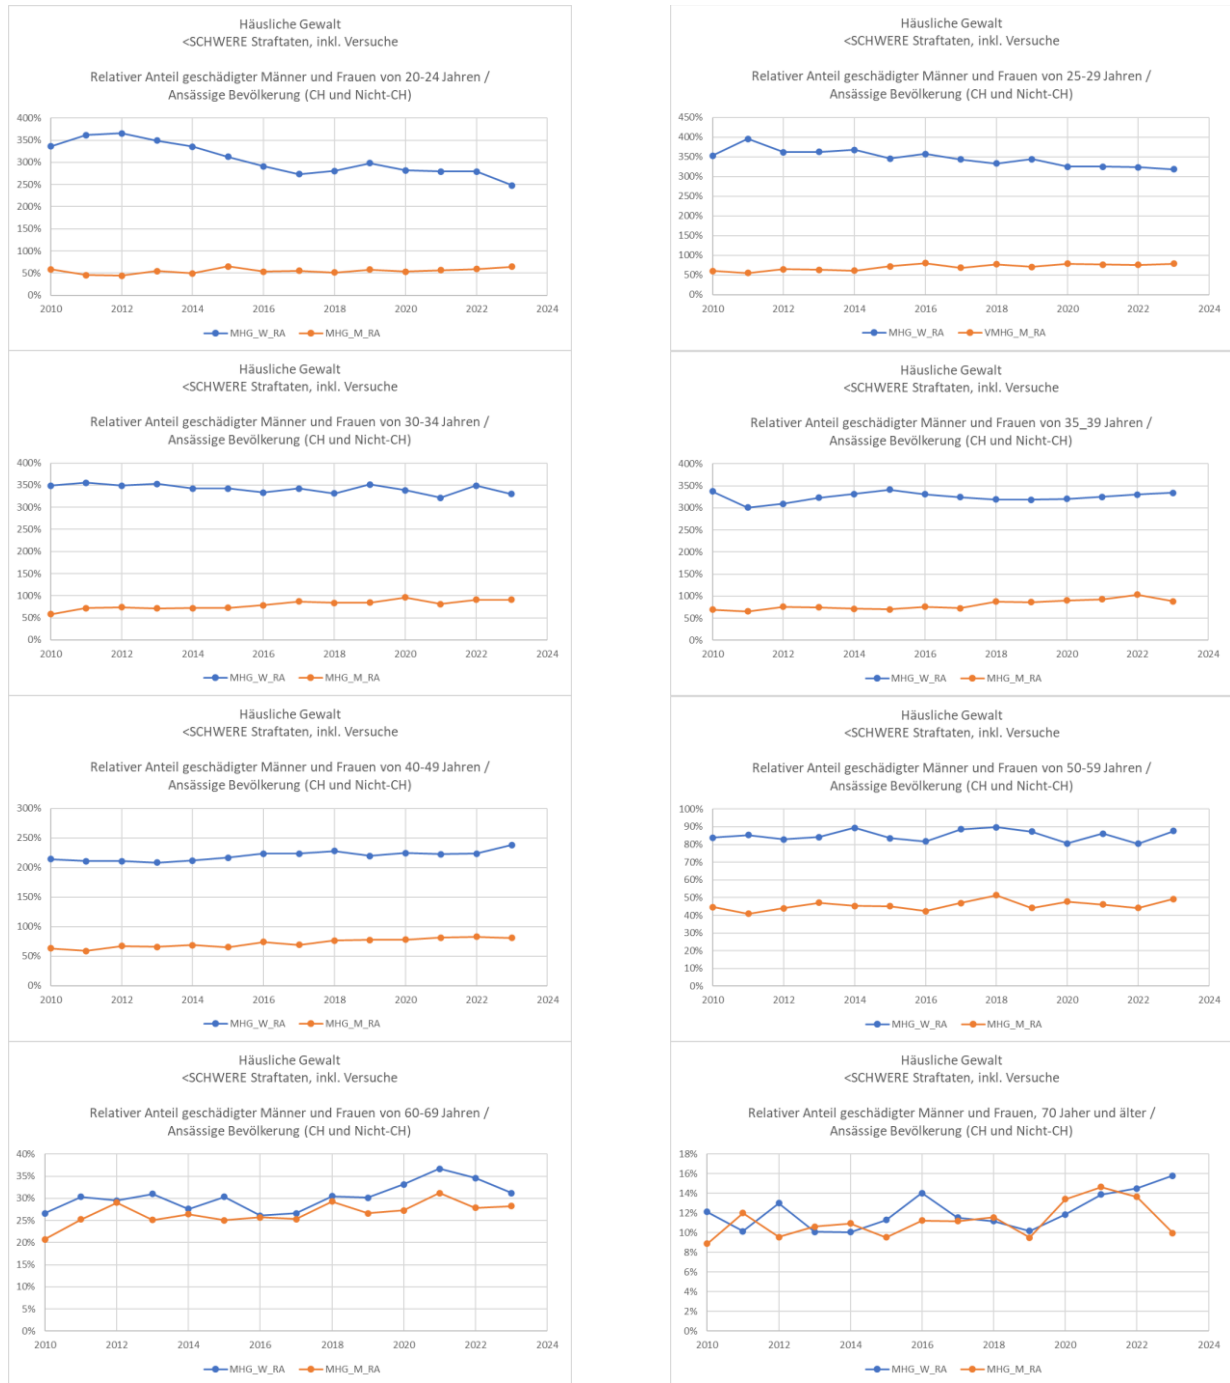 Häusliche Gewalt
<SCHWERE Straftaten, inkl. Versuche
Relativer Anteil geschädigter Männer und Frauen von 20-24 Jahren /
Ansässige Bevölkerung (CH und Nicht-CH)
400%
350%
300%
250%
200%
150%
100%
50%
0%
2010 2012 2014 2016 2018 2020 2022 2024
MHG_W_RA MHG_M_RA
Häusliche Gewalt
<SCHWERE Straftaten, inkl. Versuche
Relativer Anteil geschädigter Männer und Frauen von 25-29 Jahren /
Ansässige Bevölkerung (CH und Nicht-CH)
450%
400%
350%
300%
250%
200%
150%
100%
50%
0%
2010 2012 2014 2016 2018 2020 2022 2024
MHG_W_RA VMHG_M_RA
Häusliche Gewalt
<SCHWERE Straftaten, inkl. Versuche
Relativer Anteil geschädigter Männer und Frauen von 30-34 Jahren /
Ansässige Bevölkerung (CH und Nicht-CH)
400%
350%
300%
250%
200%
150%
100%
50%
0%
2010 2012 2014 2016 2018 2020 2022 2024
MHG_W_RA MHG_M_RA
Häusliche Gewalt
<SCHWERE Straftaten, inkl. Versuche
Relativer Anteil geschädigter Männer und Frauen von 35_39 Jahren /
Ansässige Bevölkerung (CH und Nicht-CH)
400%
350%
300%
250%
200%
150%
100%
50%
0%
2010 2012 2014 2016 2018 2020 2022 2024
MHG_W_RA MHG_M_RA
Häusliche Gewalt
<SCHWERE Straftaten, inkl. Versuche
Relativer Anteil geschädigter Männer und Frauen von 40-49 Jahren /
Ansässige Bevölkerung (CH und Nicht-CH)
300%
250%
200%
150%
100%
50%
0%
2010 2012 2014 2016 2018 2020 2022 2024
MHG_W_RA MHG_M_RA
Häusliche Gewalt
<SCHWERE Straftaten, inkl. Versuche
Relativer Anteil geschädigter Männer und Frauen von 50-59 Jahren /
Ansässige Bevölkerung (CH und Nicht-CH)
100%
90%
80%
70%
60%
50%
40%
30%
20%
10%
0%
2010 2012 2014 2016 2018 2020 2022 2024
MHG_W_RA MHG_M_RA
Häusliche Gewalt
<SCHWERE Straftaten, inkl. Versuche
Relativer Anteil geschädigter Männer und Frauen von 60-69 Jahren /
Ansässige Bevölkerung (CH und Nicht-CH)
40%
35%
30%
25%
20%
15%
10%
5%
0%
2010 2012 2014 2016 2018 2020 2022 2024
MHG_W_RA MHG_M_RA
Häusliche Gewalt
<SCHWERE Straftaten, inkl. Versuche
Relativer Anteil geschädigter Männer und Frauen, 70 Jaher und älter /
Ansässige Bevölkerung (CH und Nicht-CH)
18%
16%
14%
12%
10%
8%
6%
4%
2%
0%
2010 2012 2014 2016 2018 2020 2022 2024
MHG_W_RA MHG_M_RA